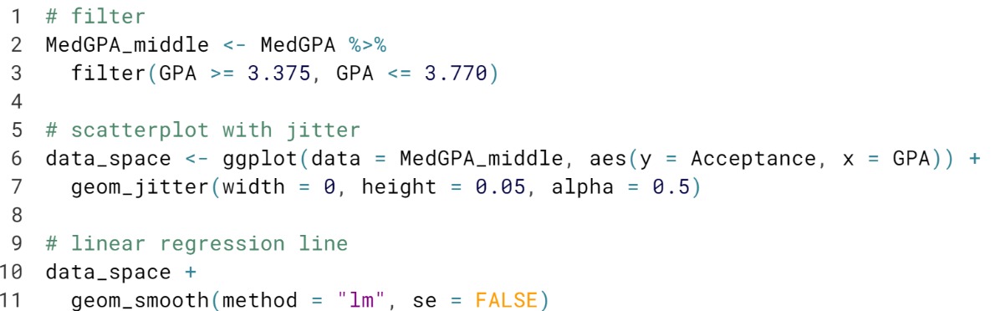 1 # filter
2 MedGPA_middle <- MedGPA %>%
3   filter(GPA >= 3.375, GPA <= 3.770)
4
5 # scatterplot with jitter
6 data_space <- ggplot(data = MedGPA_middle, aes(y = Acceptance, x = GPA)) +
7   geom_jitter(width = 0, height = 0.05, alpha = 0.5)
8
9 # linear regression line
10 data_space +
11   geom_smooth(method = "lm", se = FALSE)